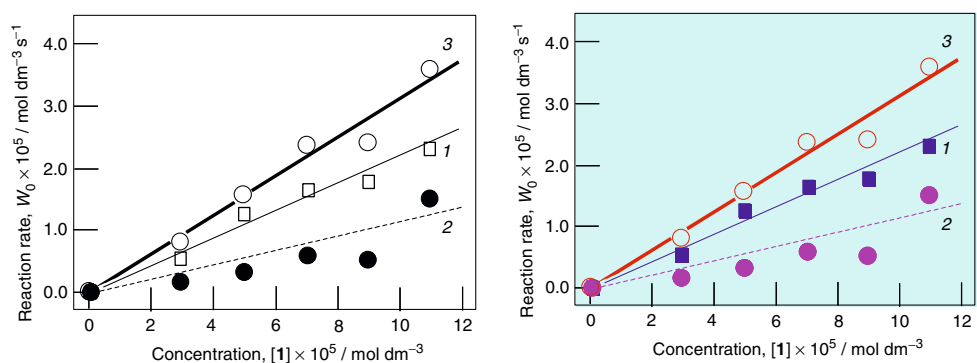 4.0
3.0
2.0
1.0
0.0
0 2 4 6 8 10 12
3
1
2
Reaction rate, W₀ × 10⁵ / mol dm⁻³ s⁻¹
Concentration, [1] × 10⁵ / mol dm⁻³
4.0
3.0
2.0
1.0
0.0
0 2 4 6 8 10 12
3
1
2
Reaction rate, W₀ × 10⁵ / mol dm⁻³ s⁻¹
Concentration, [1] × 10⁵ / mol dm⁻³